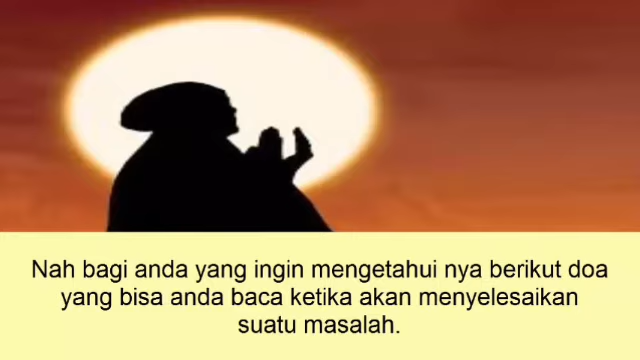 Nah bagi anda yang ingin mengetahui nya berikut doa
yang bisa anda baca ketika akan menyelesaikan
suatu masalah.